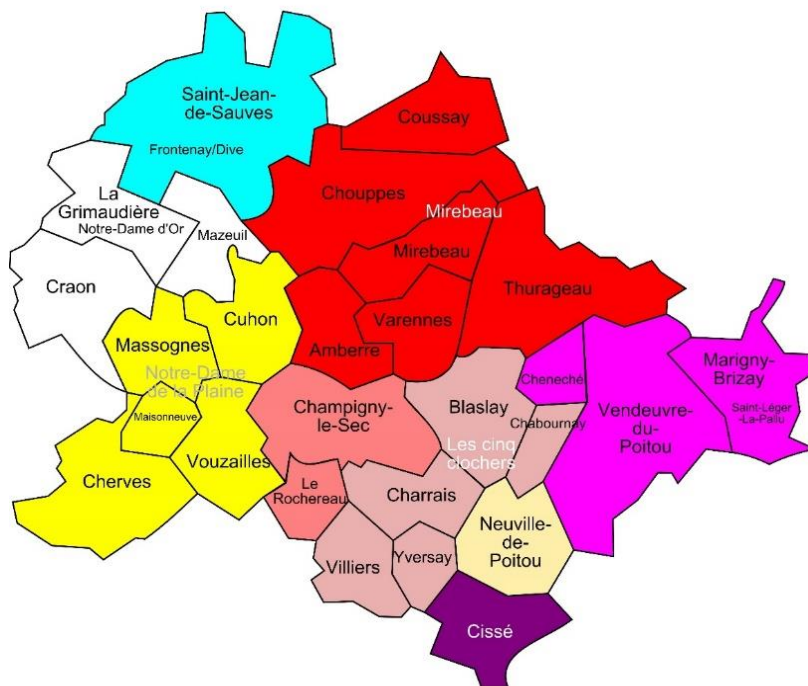 Saint-Jean-
de-Sauves
Frontenay/Dive
Coussay
La
Grimaudière
Notre-Dame d'Or
Mazeuil
Chouppes
Mirebeau
Mirebeau
Craon
Cuhon
Thurageau
Varennes
Amberre
Massognes
Notre-Dame
de la Plaine
Maisonneuve
Cherves
Vouzailles
Champigny-
le-Sec
Le
Rochereau
Blaslay
Cheneché
Chabournay
Les cinq
clochers
Marigny-
Brizay
Saint-Léger
-La-Pallu
Vendeuvre-
du-
Poitou
Charrais
Neuville-
de-
Poitou
Villiers
Yversay
Cissé